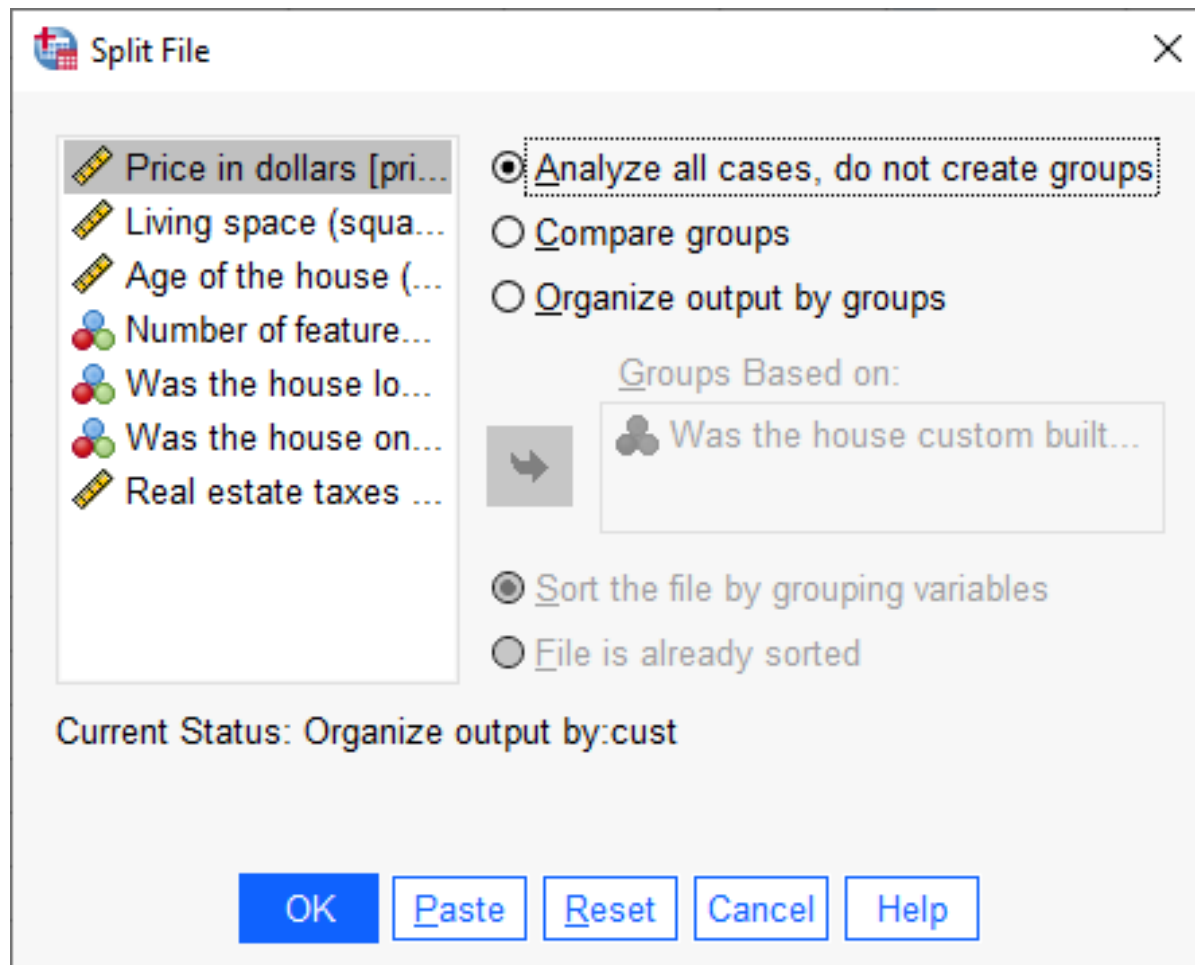 Split File
Price in dollars [pri...
Living space (squa...
Age of the house (...
Number of feature...
Was the house lo...
Was the house on...
Real estate taxes ...
Analyze all cases, do not create groups
Compare groups
Organize output by groups
Groups Based on:
Was the house custom built...
Sort the file by grouping variables
File is already sorted
Current Status: Organize output by:cust
OK
Paste
Reset
Cancel
Help